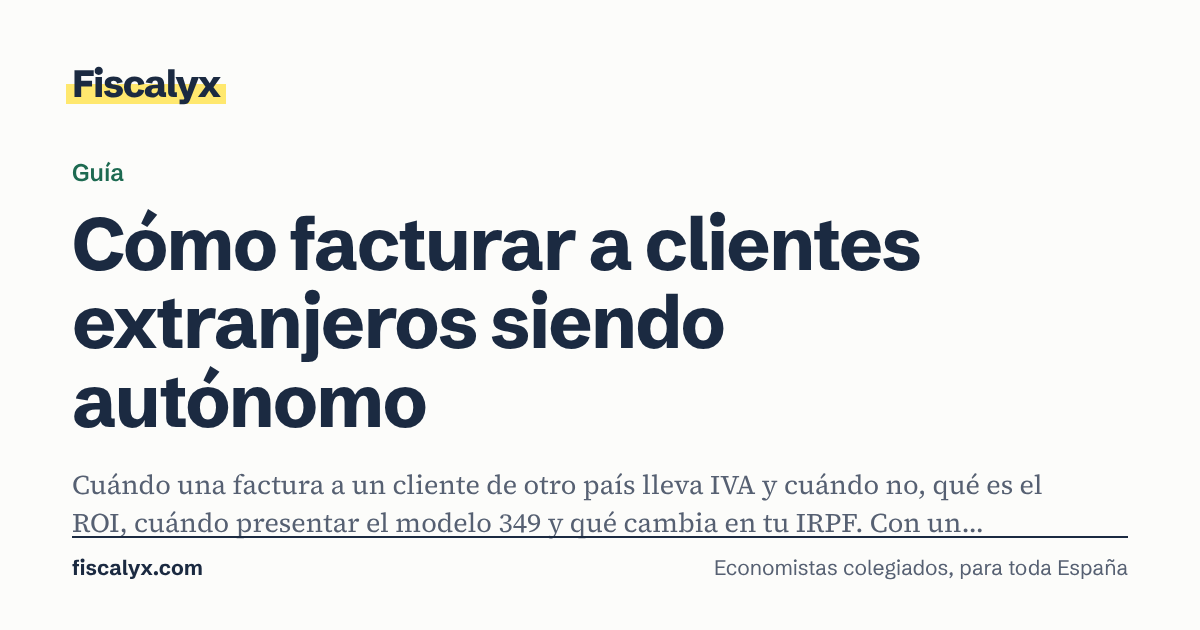 Fiscalyx
Guía
Cómo facturar a clientes
extranjeros siendo
autónomo
Cuándo una factura a un cliente de otro país lleva IVA y cuándo no, qué es el
ROI, cuándo presentar el modelo 349 y qué cambia en tu IRPF. Con un...
fiscalyx.com
Economistas colegiados, para toda España